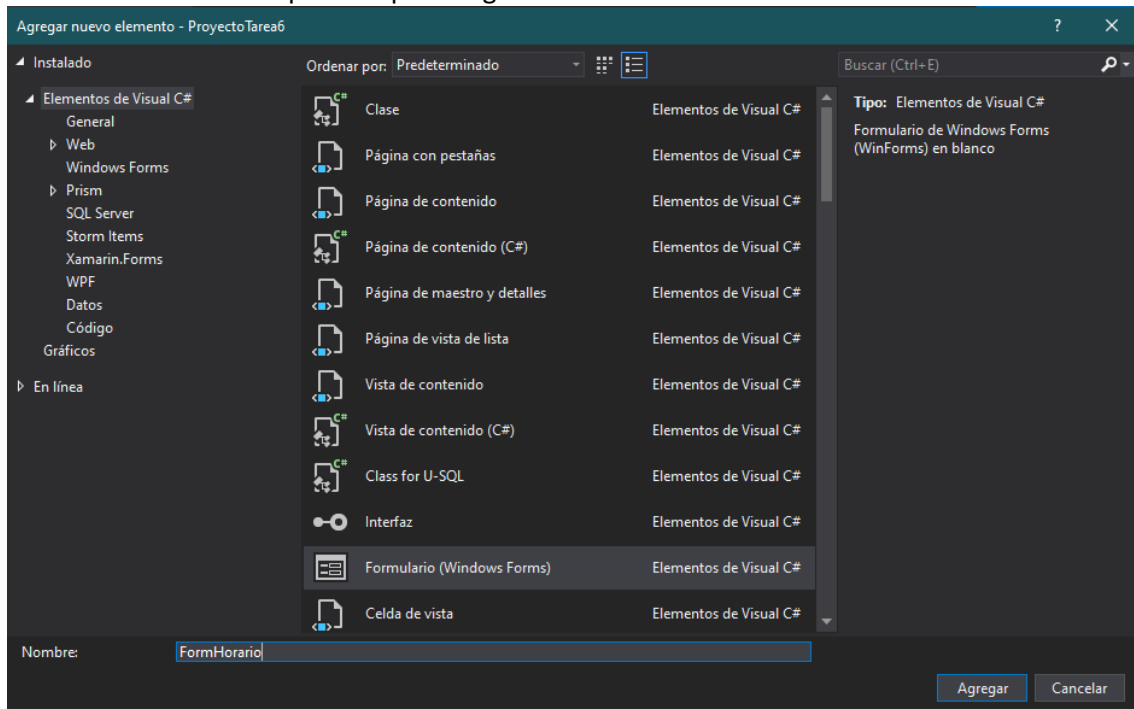 Agregar nuevo elemento - ProyectoTarea6
?
Instalado
Ordenar por: Predeterminado
Buscar (Ctrl+E)
Elementos de Visual C#
General
Web
Windows Forms
Prism
SQL Server
Storm Items
Xamarin.Forms
WPF
Datos
Código
Gráficos
En línea
C# Clase Elementos de Visual C#
Página con pestañas Elementos de Visual C#
Página de contenido Elementos de Visual C#
C# Página de contenido (C#) Elementos de Visual C#
Página de maestro y detalles Elementos de Visual C#
Página de vista de lista Elementos de Visual C#
Vista de contenido Elementos de Visual C#
C# Vista de contenido (C#) Elementos de Visual C#
C# Class for U-SQL Elementos de Visual C#
Interfaz Elementos de Visual C#
Formulario (Windows Forms) Elementos de Visual C#
Celda de vista Elementos de Visual C#
Tipo: Elementos de Visual C#
Formulario de Windows Forms
(WinForms) en blanco
Nombre: FormHorario
Agregar Cancelar